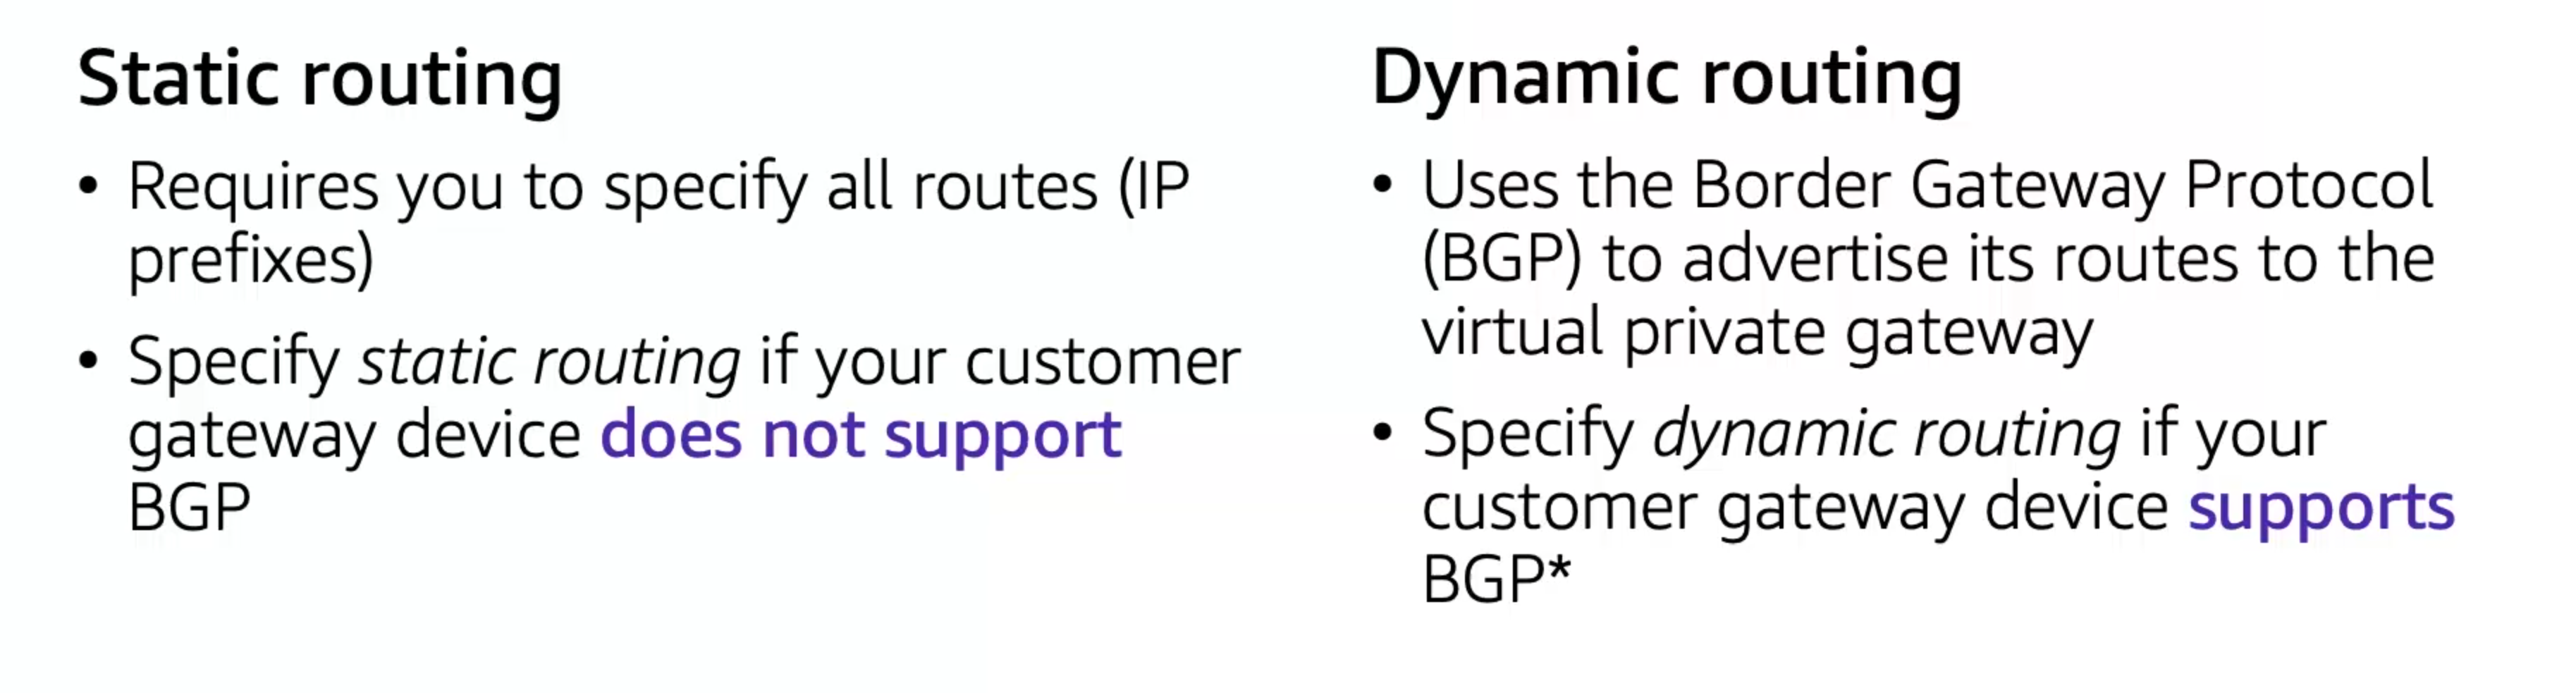 Static routing
• Requires you to specify all routes (IP
prefixes)
• Specify static routing if your customer
gateway device does not support
BGP
Dynamic routing
• Uses the Border Gateway Protocol
(BGP) to advertise its routes to the
virtual private gateway
• Specify dynamic routing if your
customer gateway device supports
BGP*